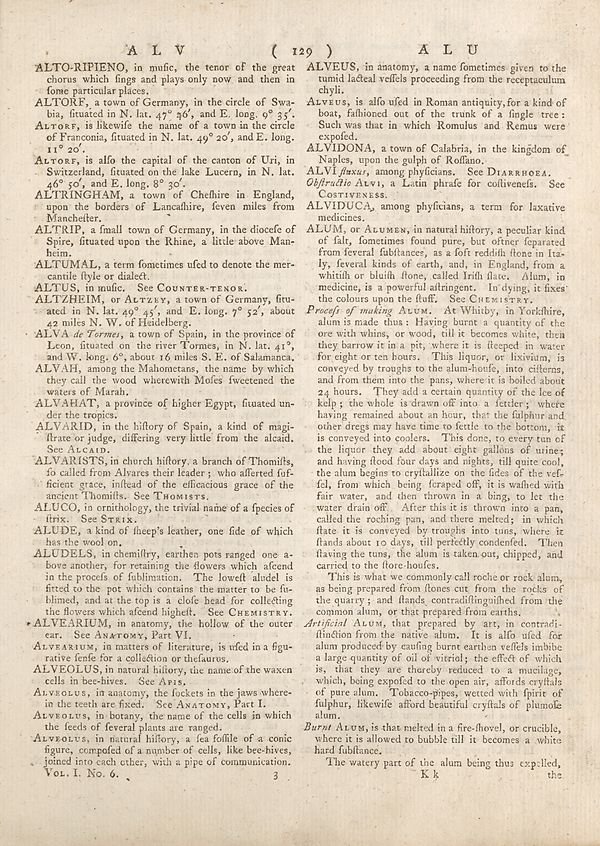 A L V ( 129 ) A L U
ALTO-RIPIENO, in muſic, the tenor of the great
chorus which ſings and plays only now and then in
ſome particular places.
ALTORF, a town of Germany, in the circle of Swa-
bia, ſituated in N. lat. 47° 46′, and E. long. 9° 35′.
ALTORF, is likewiſe the name of a town in the circle
of Franconia, ſituated in N. lat. 49° 20′, and E. long.
11° 20′.
ALTORF, is alſo the capital of the canton of Uri, in
Switzerland, ſituated on the lake Lucern, in N. lat.
46° 50′, and E. long. 8° 30′.
ALTRINGHAM, a town of Cheſhire in England,
upon the borders of Lancaſhire, ſeven miles from
Mancheſter.
ALTRIP, a ſmall town of Germany, in the dioceſe of
Spire, ſituated upon the Rhine, a little above Man-
heim.
ALTUMAL, a term ſometimes uſed to denote the mer-
cantile ſtyle or dialect.
ALTUS, in muſic. See COUNTER-TENOR.
ALTZHEIM, or ALTZEY, a town of Germany, ſitu-
ated in N. lat. 49° 45′, and E. long. 7° 52′, about
42 miles N. W. of Heidelberg.
ALVA de Tormes, a town of Spain, in the province of
Leon, ſituated on the river Tormes, in N. lat. 41°,
and W. long. 6°, about 16 miles S. E. of Salamanca.
ALVAH, among the Mahometans, the name by which
they call the wood wherewith Moſes ſweetened the
waters of Marah.
ALVAHAT, a province of higher Egypt, ſituated un-
der the tropics.
ALVARID, in the hiſtory of Spain, a kind of magi-
ſtrate or judge, differing very little from the alcaid.
See ALCAID.
ALVARISTS, in church hiſtory, a branch of Thomiſts,
ſo called from Alvares their leader; who aſſerted ſuf-
ficient grace, inſtead of the efficacious grace of the
ancient Thomiſts. See THOMISTS.
ALUCO, in ornithology, the trivial name of a ſpecies of
ſtrix. See STRIX.
ALUDE, a kind of ſheep's leather, one ſide of which
has the wool on.
ALUDELS, in chemiſtry, earthen pots ranged one a-
bove another, for retaining the flowers which aſcend
in the proceſs of ſublimation. The loweſt aludel is
fitted to the pot which contains the matter to be ſu-
blimed, and at the top is a cloſe head for collecting
the flowers which aſcend higheſt. See CHEMISTRY.
ALVEARIUM, in anatomy, the hollow of the outer
ear. See ANATOMY, Part VI.
ALVEARIUM, in matters of literature, is uſed in a figu-
rative ſenſe for a collection or theſaurus.
ALVEOLUS, in natural hiſtory, the name of the waxen
cells in bee-hives. See APIS.
ALVEOLUS, in anatomy, the ſockets in the jaws where-
in the teeth are fixed. See ANATOMY, Part I.
ALVEOLUS, in botany, the name of the cells in which
the ſeeds of ſeveral plants are ranged.
ALVEOLUS, in natural hiſtory, a ſea foſſile of a conic
figure, compoſed of a number of cells, like bee-hives,
joined into each other, with a pipe of communication.
VOL. I. No. 6. 3
ALVEUS, in anatomy, a name ſometimes given to the
tumid lacteal veſſels proceeding from the receptaculum
chyli.
ALVEUS, is alſo uſed in Roman antiquity, for a kind of
boat, faſhioned out of the trunk of a ſingle tree:
Such was that in which Romulus and Remus were
expoſed.
ALVIDONA, a town of Calabria, in the kingdom of
Naples, upon the gulph of Roſſano.
ALVI fluxus, among phyſicians. See DIARRHOEA.
Obſtructio ALVI, a Latin phraſe for coſtiveneſs. See
COSTIVENESS.
ALVIDUCA, among phyſicians, a term for laxative
medicines.
ALUM, or ALUMEN, in natural hiſtory, a peculiar kind
of ſalt, ſometimes found pure, but oftner ſeparated
from ſeveral ſubſtances, as a ſoft reddiſh ſtone in Ita-
ly, ſeveral kinds of earth, and, in England, from a
whitiſh or bluiſh ſtone, called Iriſh ſlate. Alum, in
medicine, is a powerful aſtringent. In dying, it fixes
the colours upon the ſtuff. See CHEMISTRY.
Proceſs of making ALUM. At Whitby, in Yorkſhire,
alum is made thus: Having burnt a quantity of the
ore with whins, or wood, till it becomes white, then
they barrow it in a pit, where it is ſteeped in water
for eight or ten hours. This liquor, or lixivium, is
conveyed by troughs to the alum-houſe, into ciſterns,
and from them into the pans, where it is boiled about
24 hours. They add a certain quantity of the lee of
kelp; the whole is drawn off into a ſettler; where
having remained about an hour, that the ſulphur and
other dregs may have time to ſettle to the bottom, it
is conveyed into coolers. This done, to every tun of
the liquor they add about eight gallons of urine;
and having ſtood four days and nights, till quite cool,
the alum begins to cryſtallize on the ſides of the veſ-
ſel, from which being ſcraped off, it is waſhed with
fair water, and then thrown in a bing, to let the
water drain off. After this it is thrown into a pan,
called the roching pan, and there melted; in which
ſtate it is conveyed by troughs into tuns, where it
ſtands about 10 days, till perfectly condenſed. Then
ſtaving the tuns, the alum is taken out, chipped, and
carried to the ſtore-houſes.
This is what we commonly call roche or rock alum,
as being prepared from ſtones cut from the rocks of
the quarry; and ſtands contradiſtinguiſhed from the
common alum, or that prepared from earths.
Artificial ALUM, that prepared by art, in contradi-
ſtinction from the native alum. It is alſo uſed for
alum produced by cauſing burnt earthen veſſels imbibe
a large quantity of oil of vitriol; the effect of which
is, that they are thereby reduced to a mucilage,
which, being expoſed to the open air, affords cryſtals
of pure alum. Tobacco-pipes, wetted with ſpirit of
ſulphur, likewiſe afford beautiful cryſtals of plumoſe
alum.
Burnt ALUM, is that melted in a fire-ſhovel, or crucible,
where it is allowed to bubble till it becomes a white
hard ſubſtance.
The watery part of the alum being thus expelled,
K k the